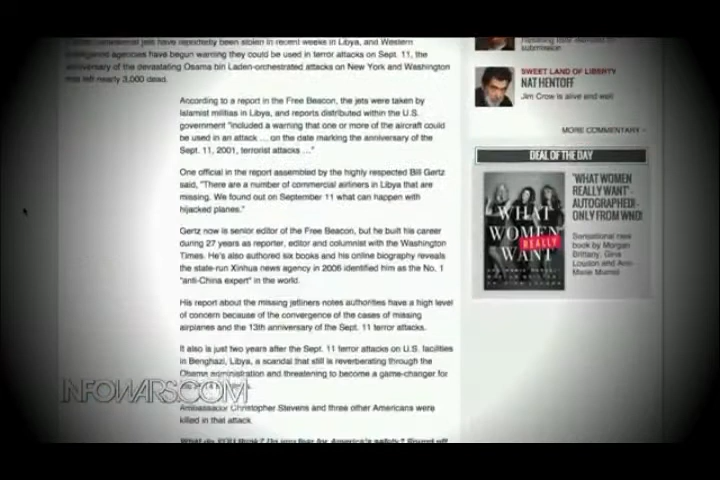 jets have reportedly been stolen in recent weeks in Libya, and Western
agencies have begun warning they could be used in terror attacks on Sept. 11, the
anniversary of the devastating Osama bin Laden-orchestrated attacks on New York and Washington
that left nearly 3,000 dead.
According to a report in the Free Beacon, the jets were taken by
Islamist militias in Libya, and reports distributed within the U.S.
government "included a warning that one or more of the aircraft could
be used in an attack ... on the date marking the anniversary of the
Sept. 11, 2001, terrorist attacks ..."
One official in the report assembled by the highly respected Bill Gertz
said, "There are a number of commercial airliners in Libya that are
missing. We found out on September 11 what can happen with
hijacked planes."
Gertz now is senior editor of the Free Beacon, but he built his career
during 27 years as reporter, editor and columnist with the Washington
Times. He's also authored six books and his online biography reveals
the state-run Xinhua news agency in 2006 identified him as the No. 1
"anti-China expert" in the world.
His report about the missing jetliners notes authorities have a high level
of concern because of the convergence of the cases of missing
airplanes and the 13th anniversary of the Sept. 11 terror attacks.
It also is just two years after the Sept. 11 terror attacks on U.S. facilities
in Benghazi, Libya, a scandal that still is reverberating through the
Obama administration and threatening to become a game-changer for
Ambassador Christopher Stevens and three other Americans were
killed in that attack.
What do YOU think? Do you fear for America's safety? Sound off
submission
SWEET LAND OF LIBERTY
NAT HENTOFF
Jim Crow is alive and well
MORE COMMENTARY
DEAL OF THE DAY
WHAT
WOMEN
REALLY
WANT
'WHAT WOMEN
REALLY WANT' -
AUTOGRAPHED! -
ONLY FROM WND!
Sensational new
book by Morgan
Brittany, Gina
Loudon and Ann-
Marie Murrell
INFOWARS.COM